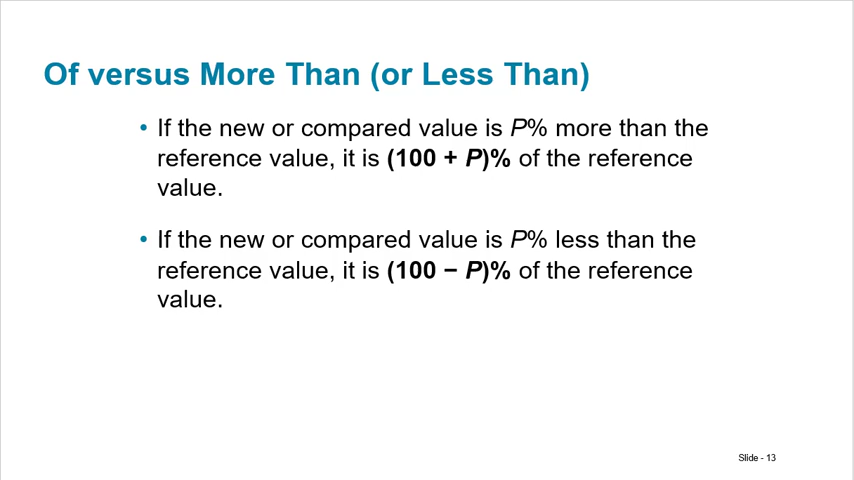 Of versus More Than (or Less Than)
• If the new or compared value is P% more than the
reference value, it is (100 + P)% of the reference
value.
• If the new or compared value is P% less than the
reference value, it is (100 − P)% of the reference
value.
Slide - 13